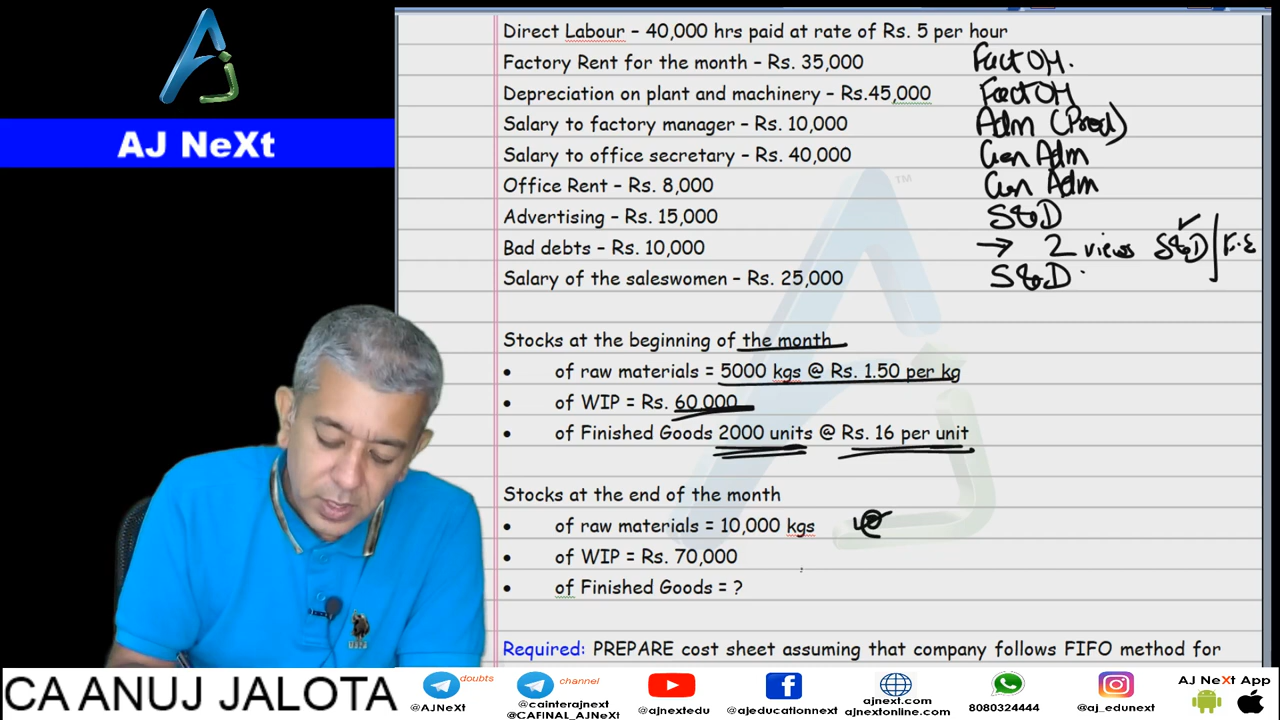 Direct Labour – 40,000 hrs paid at rate of Rs. 5 per hour
Factory Rent for the month – Rs. 35,000 Fact OH.
Depreciation on plant and machinery – Rs.45,000 Fact OH
Salary to factory manager – Rs. 10,000 Adm (Prod)
Salary to office secretary – Rs. 40,000 Gen Adm
Office Rent – Rs. 8,000 Gen Adm
Advertising – Rs. 15,000 S&D
Bad debts – Rs. 10,000 → 2 views S&D ✓ / F.E
Salary of the saleswomen – Rs. 25,000 S&D.
Stocks at the beginning of the month
• of raw materials = 5000 kgs @ Rs. 1.50 per kg
• of WIP = Rs. 60,000
• of Finished Goods 2000 units @ Rs. 16 per unit
Stocks at the end of the month
• of raw materials = 10,000 kgs @
• of WIP = Rs. 70,000
• of Finished Goods = ?
Required: PREPARE cost sheet assuming that company follows FIFO method for
TM
AJ NeXt
CA ANUJ JALOTA
doubts
@AJNeXt
channel
@cainterajnext
@CAFINAL_AJNeXt
@ajnextedu
@ajeducationnext
ajnext.com
ajnextonline.com
8080324444
@aj_edunext
AJ NeXt App